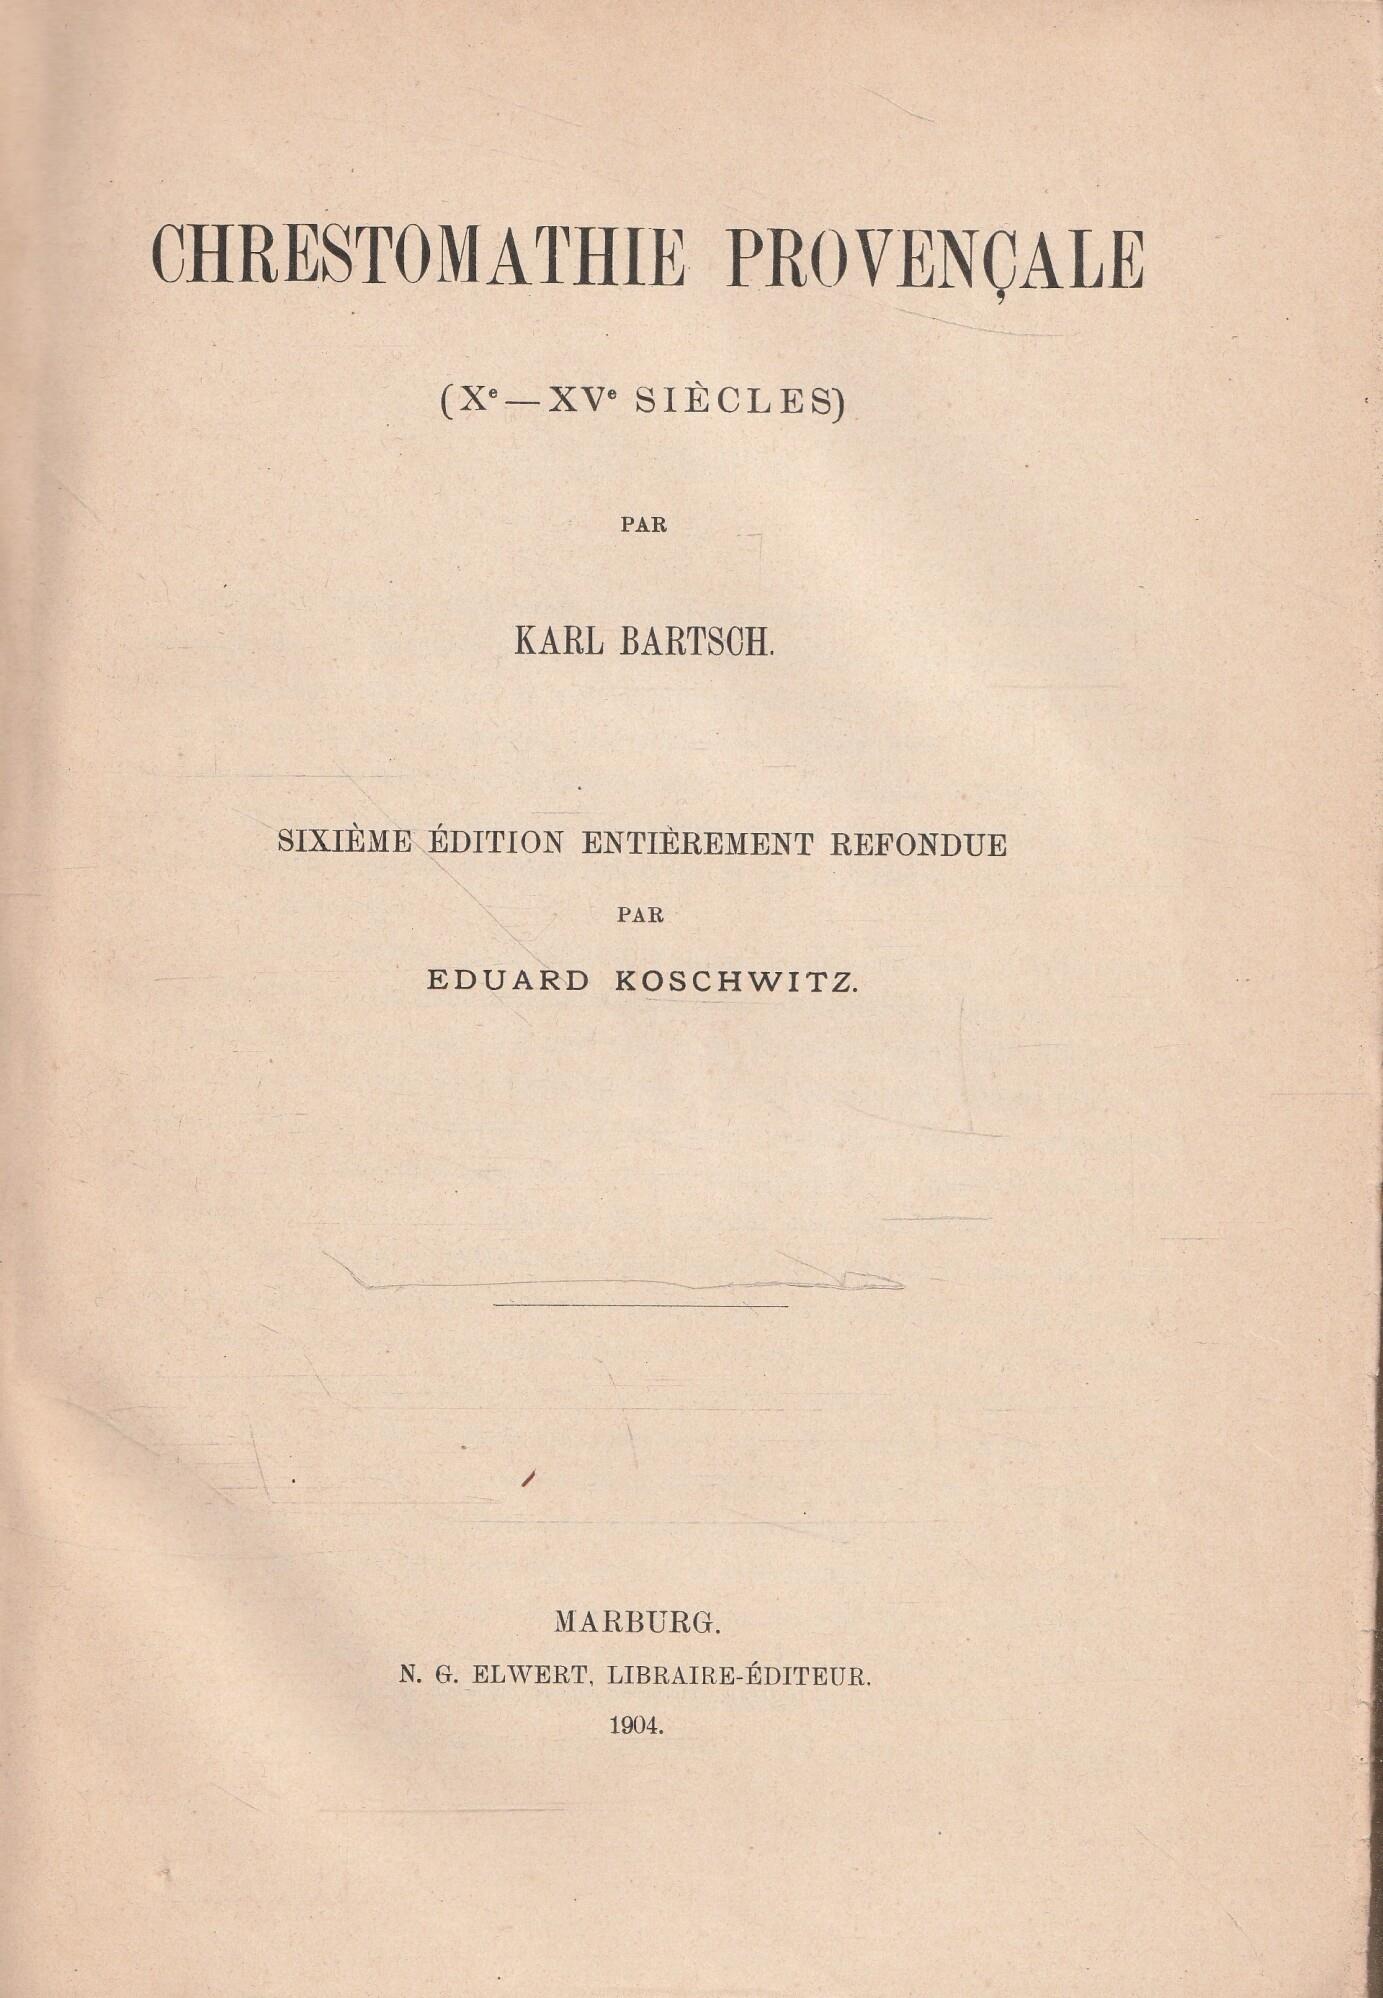 CHRESTOMATHIE PROVENÇALE
(Xe—XVe SIÈCLES)
PAR
KARL BARTSCH.
SIXIÈME ÉDITION ENTIÈREMENT REFONDUE
PAR
EDUARD KOSCHWITZ.
MARBURG.
N. G. ELWERT, LIBRAIRE-ÉDITEUR.
1904.